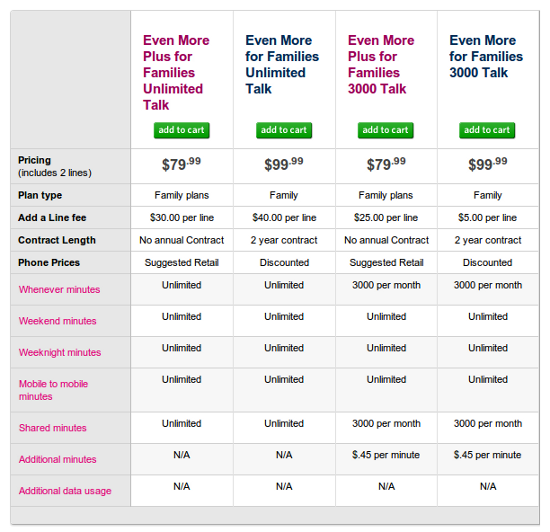 Even More Plus for Families Unlimited Talk
Even More for Families Unlimited Talk
Even More Plus for Families 3000 Talk
Even More for Families 3000 Talk
add to cart add to cart add to cart add to cart
Pricing (includes 2 lines) $79.99 $99.99 $79.99 $99.99
Plan type Family plans Family Family plans Family
Add a Line fee $30.00 per line $40.00 per line $25.00 per line $5.00 per line
Contract Length No annual Contract 2 year contract No annual Contract 2 year contract
Phone Prices Suggested Retail Discounted Suggested Retail Discounted
Whenever minutes Unlimited Unlimited 3000 per month 3000 per month
Weekend minutes Unlimited Unlimited Unlimited Unlimited
Weeknight minutes Unlimited Unlimited Unlimited Unlimited
Mobile to mobile minutes Unlimited Unlimited Unlimited Unlimited
Shared minutes Unlimited Unlimited 3000 per month 3000 per month
Additional minutes N/A N/A $.45 per minute $.45 per minute
Additional data usage N/A N/A N/A N/A